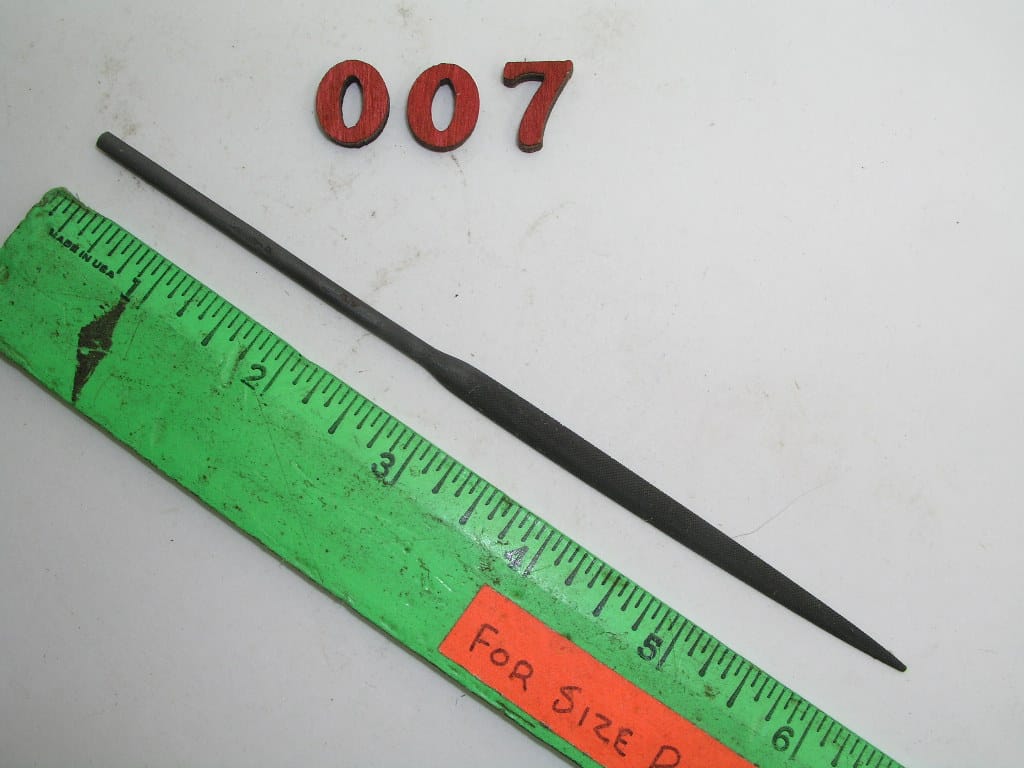 007
MADE IN USA
1 2 3 4 5 6
FOR SIZE